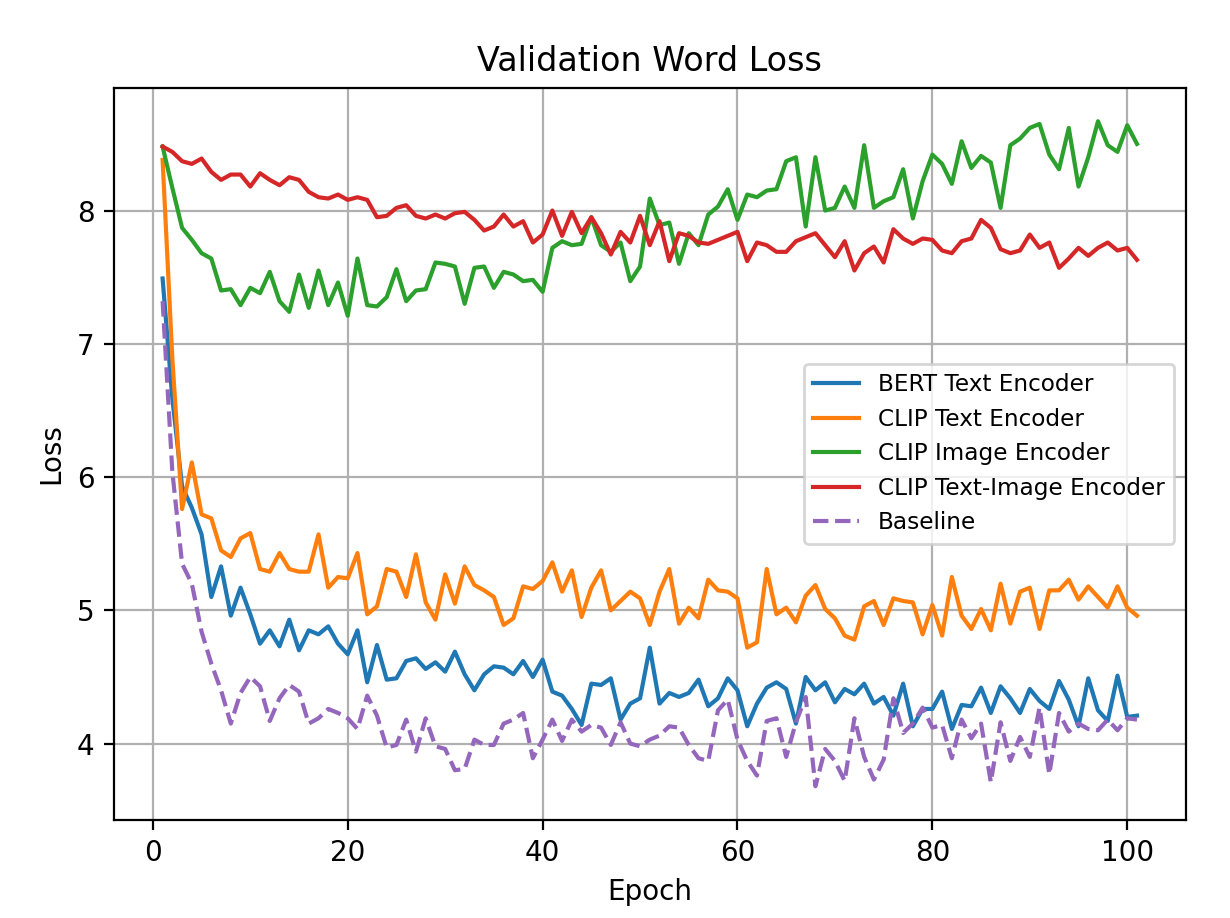 Validation Word Loss
8
7
6
5
4
Loss
BERT Text Encoder
CLIP Text Encoder
CLIP Image Encoder
CLIP Text-Image Encoder
Baseline
0 20 40 60 80 100
Epoch